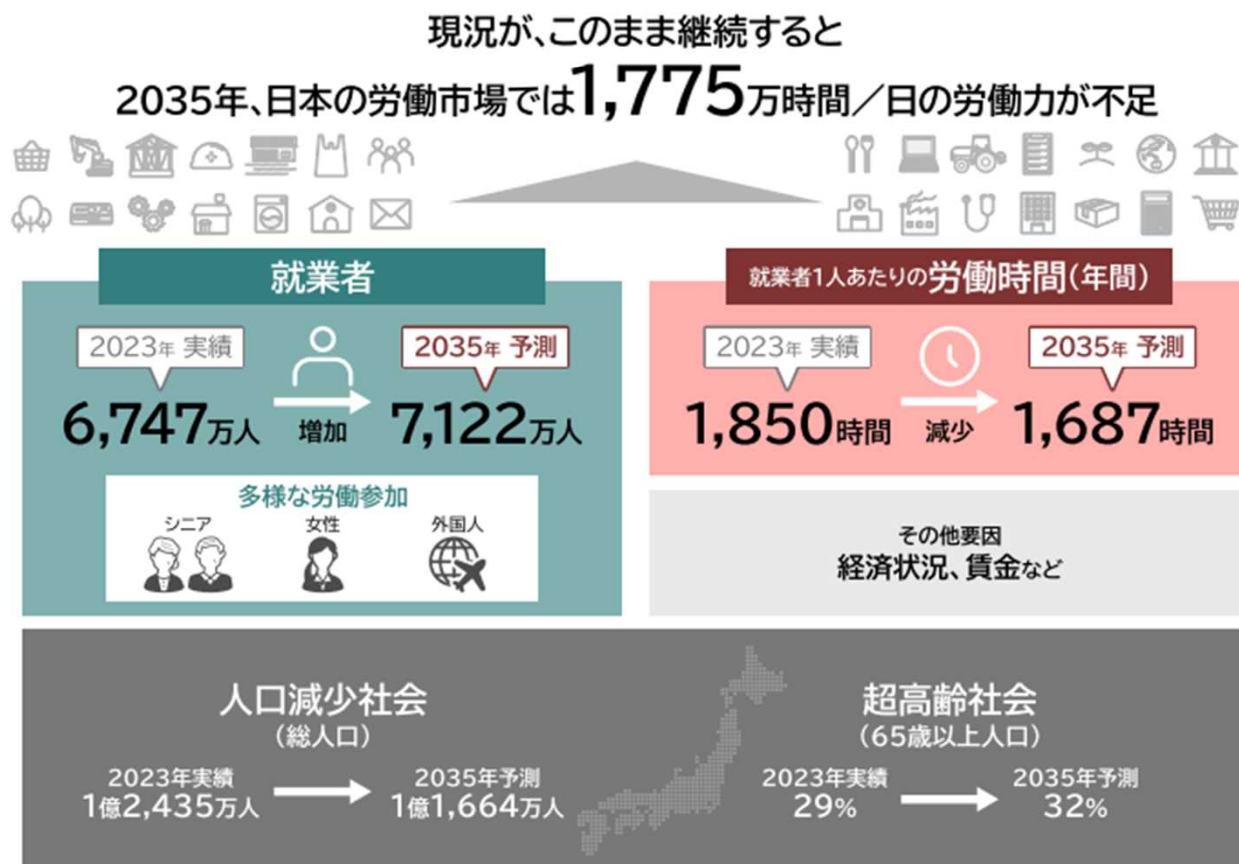 現況が、このまま継続すると
2035年、日本の労働市場では1,775万時間／日の労働力が不足
就業者
2023年 実績
2035年 予測
6,747万人
増加
7,122万人
多様な労働参加
シニア
女性
外国人
就業者1人あたりの労働時間(年間)
2023年 実績
2035年 予測
1,850時間
減少
1,687時間
その他要因
経済状況、賃金など
人口減少社会
(総人口)
2023年実績
2035年予測
1億2,435万人
1億1,664万人
超高齢社会
(65歳以上人口)
2023年実績
2035年予測
29%
32%